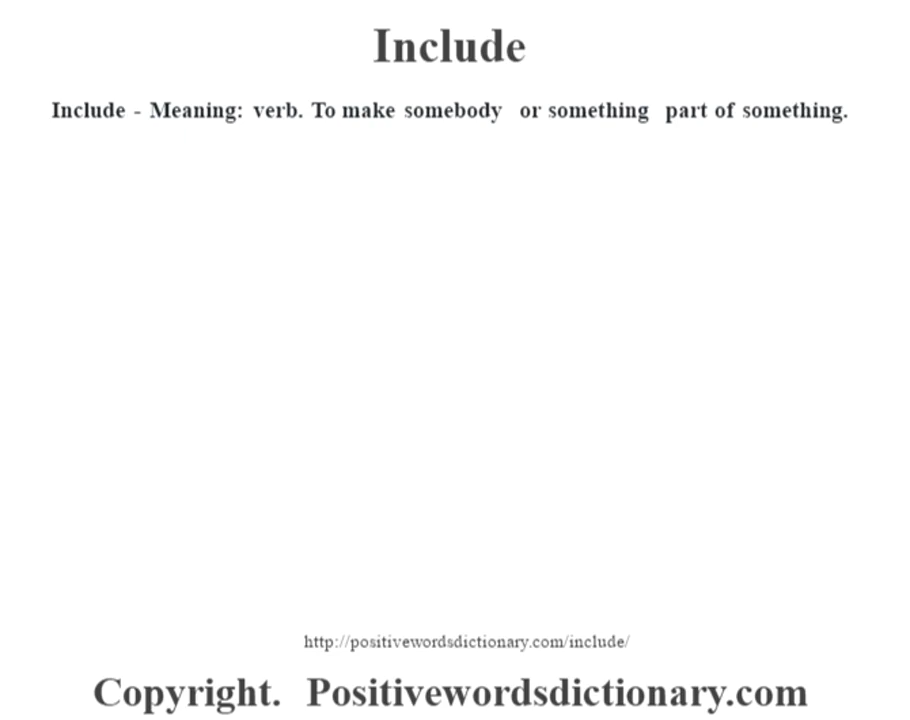 Include
Include - Meaning: verb. To make somebody or something part of something.
http://positivewordsdictionary.com/include/
Copyright. Positivewordsdictionary.com